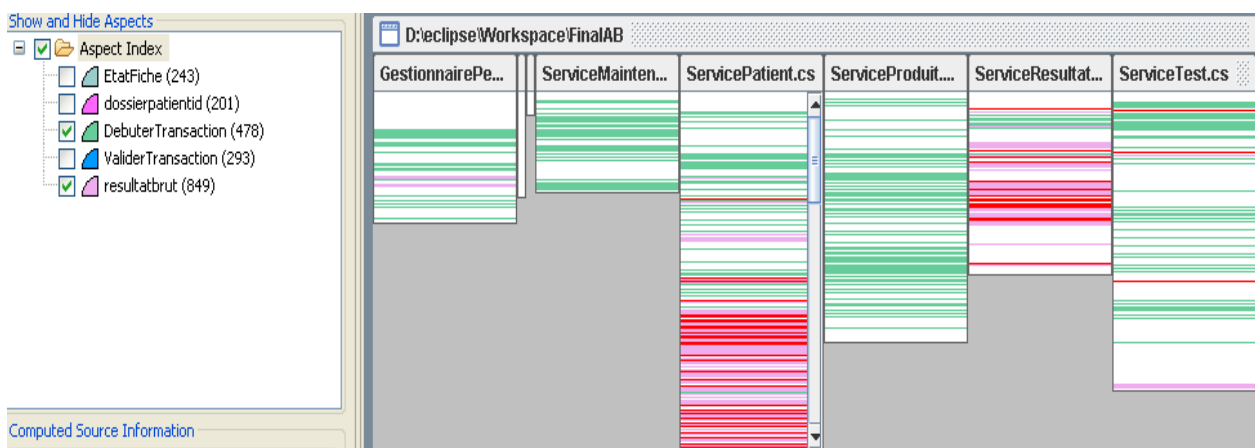 Show and Hide Aspects
Aspect Index
EtatFiche (243)
dossierpatientid (201)
DebuterTransaction (478)
ValiderTransaction (293)
resultatbrut (849)
Computed Source Information
D:\eclipse\Workspace\FinalAB
GestionnairePe...
ServiceMainten...
ServicePatient.cs
ServiceProduit....
ServiceResultat...
ServiceTest.cs